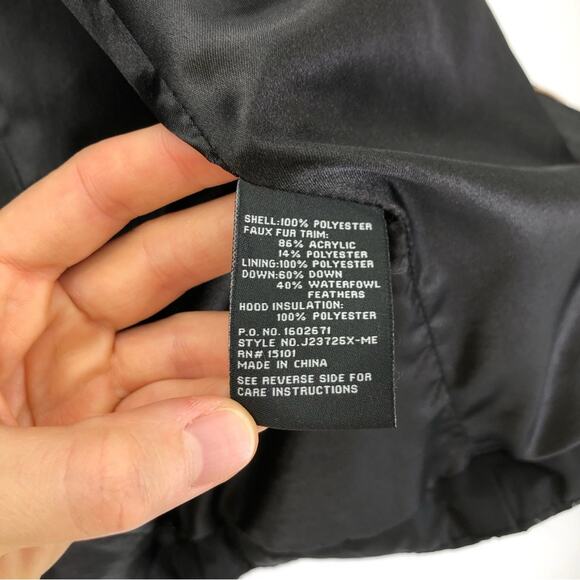 SHELL:100% POLYESTER
FAUX FUR TRIM:
86% ACRYLIC
14% POLYESTER
LINING:100% POLYESTER
DOWN:60% DOWN
40% WATERFOWL
FEATHERS
HOOD INSULATION:
100% POLYESTER
P.O. NO. 1602671
STYLE NO. J23725X-ME
RN# 15101
MADE IN CHINA
SEE REVERSE SIDE FOR
CARE INSTRUCTIONS